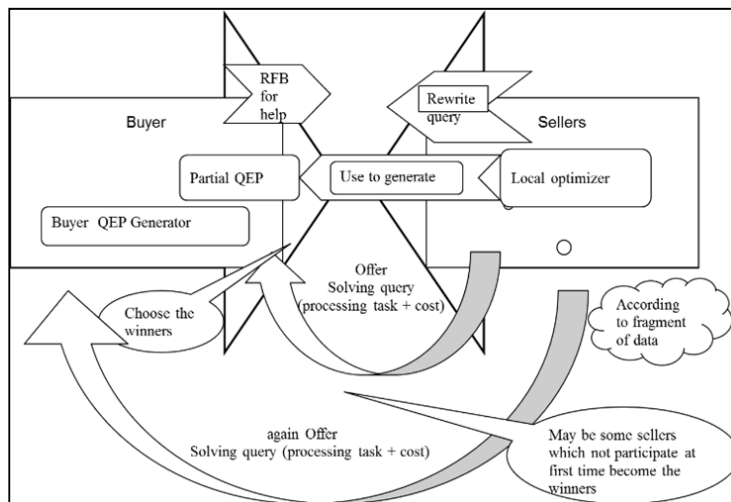 RFB
for
help
Rewrite
query
Buyer
Sellers
Partial QEP
Use to generate
Local optimizer
Buyer QEP Generator
Offer
Solving query
(processing task + cost)
Choose the
winners
According
to fragment
of data
again Offer
Solving query (processing task + cost)
May be some sellers
which not participate at
first time become the
winners